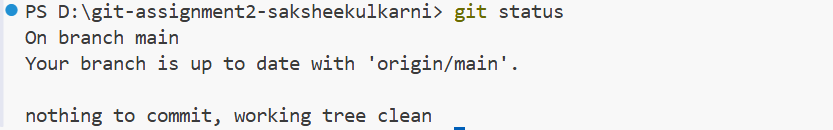 PS D:\git-assignment2-saksheekulkarni> git status
On branch main
Your branch is up to date with 'origin/main'.
nothing to commit, working tree clean